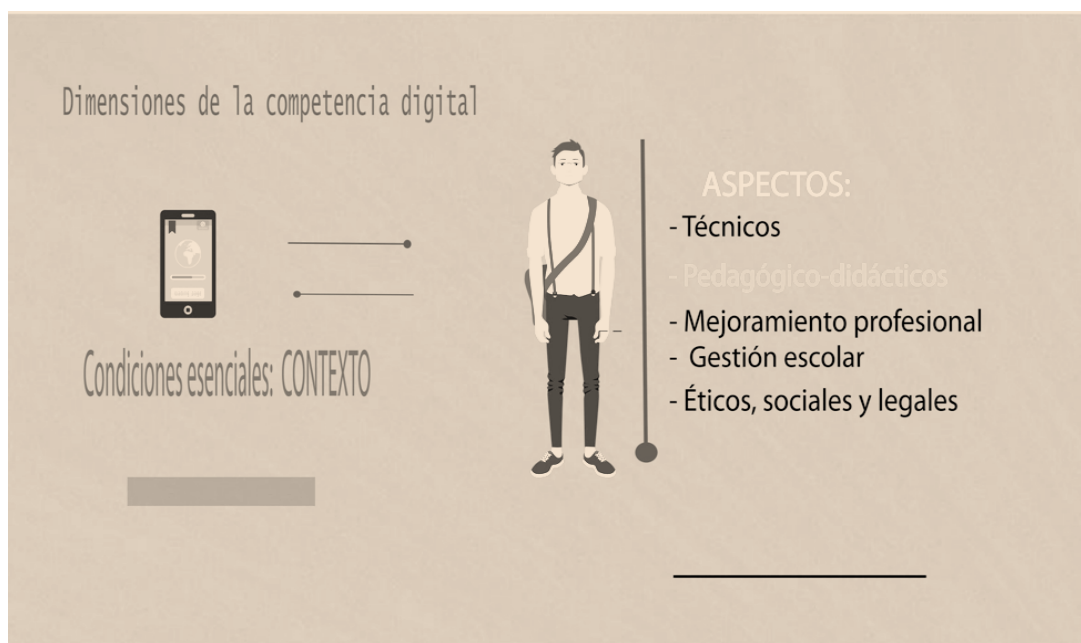 Dimensiones de la competencia digital
Condiciones esenciales: CONTEXTO
ASPECTOS:
- Técnicos
- Pedagógico-didácticos
- Mejoramiento profesional
- Gestión escolar
- Éticos, sociales y legales